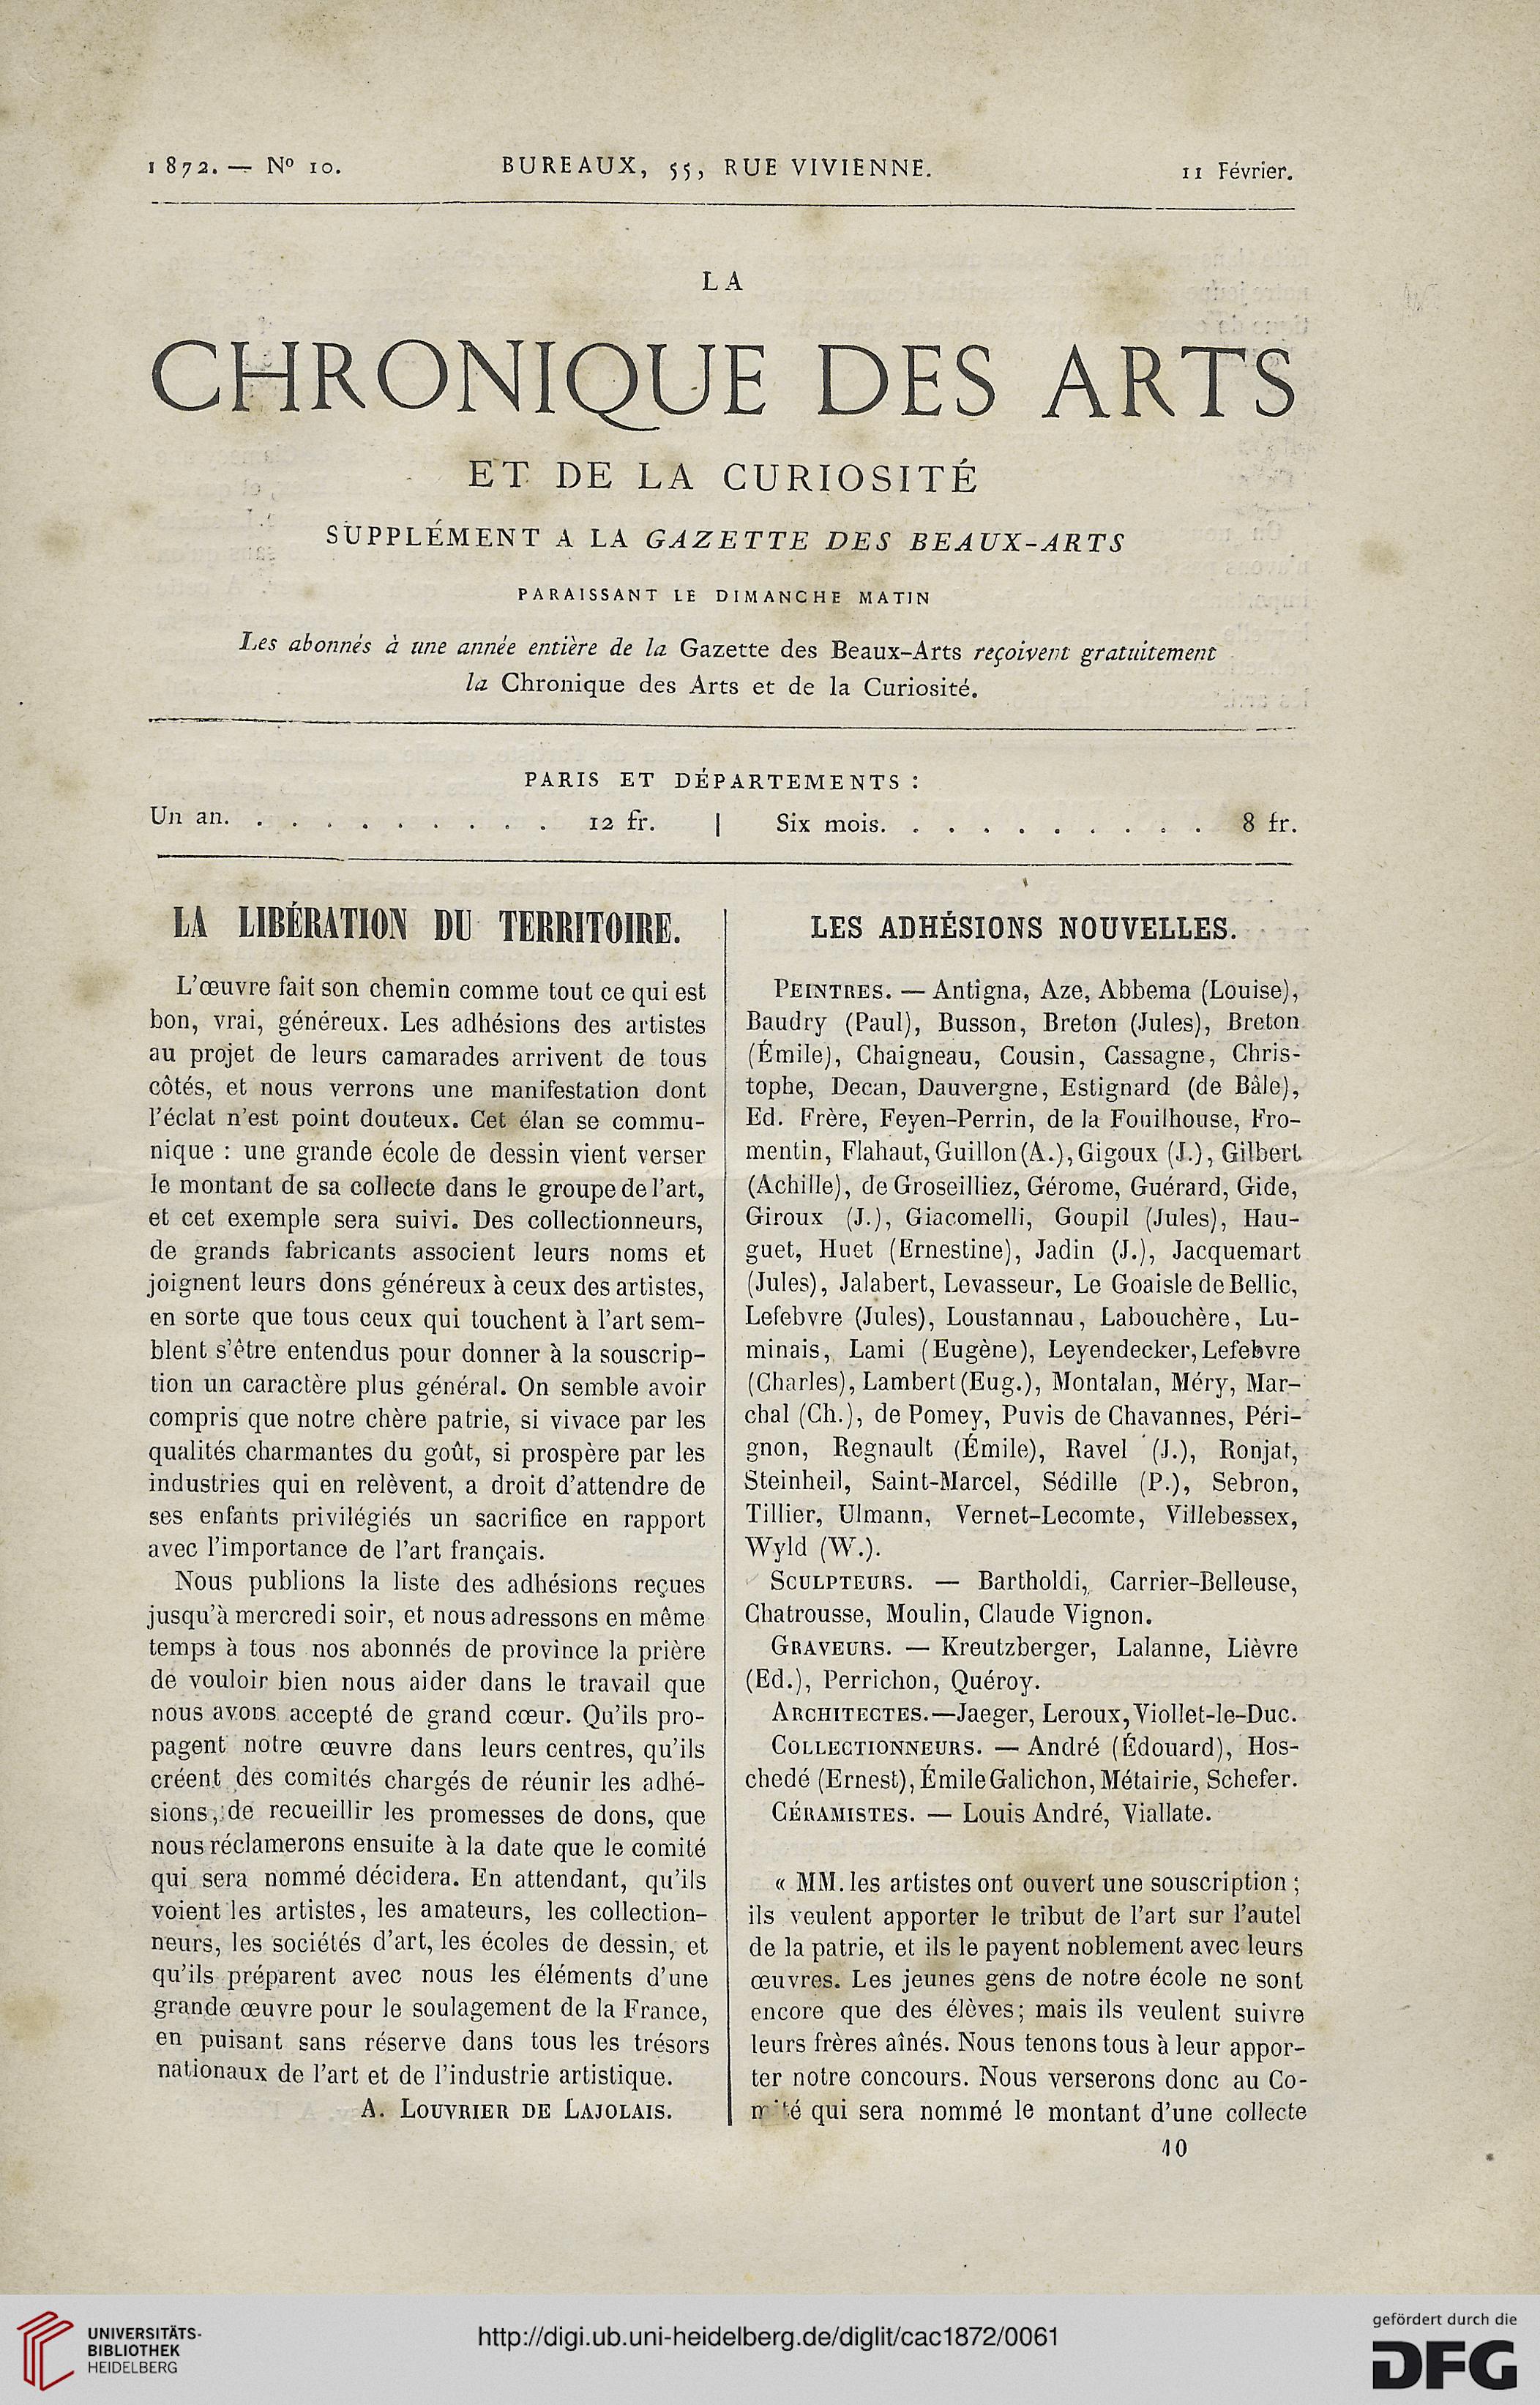 1872. — N° 10.
BUREAUX, 55, RUE VIVIENNE.
11 Février.
LA
CHRONIQUE DES ARTS
ET DE LA CURIOSITÉ
SUPPLÉMENT A LA GAZETTE DES BEAUX-ARTS
PARAISSANT LE DIMANCHE MATIN
Les abonnés à une année entière de la Gazette des Beaux-Arts reçoivent gratuitement
la Chronique des Arts et de la Curiosité.
PARIS ET DÉPARTEMENTS :
Un an. . . . . . . . . . 12 fr. | Six mois. . . . . . . . . . 8 fr.
LA LIBÉRATION DU TERRITOIRE.
L'œuvre fait son chemin comme tout ce qui est
bon, vrai, généreux. Les adhésions des artistes
au projet de leurs camarades arrivent de tous
côtés, et nous verrons une manifestation dont
l'éclat n'est point douteux. Cet élan se commu-
nique : une grande école de dessin vient verser
le montant de sa collecte dans le groupe de l'art,
et cet exemple sera suivi. Des collectionneurs,
de grands fabricants associent leurs noms et
joignent leurs dons généreux à ceux des artistes,
en sorte que tous ceux qui touchent à l'art sem-
blent s'être entendus pour donner à la souscrip-
tion un caractère plus général. On semble avoir
compris que notre chère patrie, si vivace par les
qualités charmantes du goût, si prospère par les
industries qui en relèvent, a droit d'attendre de
ses enfants privilégiés un sacrifice en rapport
avec l'importance de l'art français.
Nous publions la liste des adhésions reçues
jusqu'à mercredi soir, et nous adressons en même
temps à tous nos abonnés de province la prière
de vouloir bien nous aider dans le travail que
nous avons accepté de grand cœur. Qu'ils pro-
pagent notre œuvre dans leurs centres, qu'ils
créent des comités chargés de réunir les adhé-
sions, de recueillir les promesses de dons, que
nous réclamerons ensuite à la date que le comité
qui sera nommé décidera. En attendant, qu'ils
voient les artistes, les amateurs, les collection-
neurs, les sociétés d'art, les écoles de dessin, et
qu'ils préparent avec nous les éléments d'une
grande œuvre pour le soulagement de la France,
en puisant sans réserve dans tous les trésors
nationaux de l'art et de l'industrie artistique.
A. LOUVRIER DE LAJOLAIS.
LES ADHÉSIONS NOUVELLES.
PEINTRES. — Antigna, Aze, Abbema (Louise),
Baudry (Paul), Busson, Breton (Jules), Breton
(Émile), Chaigneau, Cousin, Cassagne, Chris-
tophe, Decan, Dauvergne, Estignard (de Bâle),
Ed. Frère, Feyen-Perrin, de la Fouilhouse, Fro-
mentin, Flahaut, Guillon (A.), Gigoux (J.), Gilbert
(Achille), de Groseilliez, Gérome, Guérard, Gide,
Giroux (J.), Giacomelli, Goupil (Jules), Hau-
guet, Huet (Ernestine), Jadin (J.), Jacquemart
(Jules), Jalabert, Levasseur, Le Goaisle de Bellic,
Lefebvre (Jules), Loustannau, Labouchère, Lu-
minais, Lami (Eugène), Leyendecker, Lefebvre
(Charles), Lambert (Eug.), Montalan, Méry, Mar-
chal (Ch.), de Pomey, Puvis de Chavannes, Péri-
gnon, Regnault (Émile), Ravel (J.), Ronjat,
Steinheil, Saint-Marcel, Sédille (P.), Sebron,
Tillier, Ulmann, Vernet-Lecomte, Villebessex,
Wyld (W.).
SCULPTEURS. — Bartholdi, Carrier-Belleuse,
Chatrousse, Moulin, Claude Vignon.
GRAVEURS. — Kreutzberger, Lalanne, Lièvre
(Ed.), Perrichon, Quéroy.
ARCHITECTES. — Jaeger, Leroux, Viollet-le-Duc.
COLLECTIONNEURS. — André (Édouard), Hos-
chedé (Ernest), Émile Galichon, Métairie, Schefer.
CÉRAMISTES. — Louis André, Viallate.
« MM. les artistes ont ouvert une souscription ;
ils veulent apporter le tribut de l'art sur l'autel
de la patrie, et ils le payent noblement avec leurs
œuvres. Les jeunes gens de notre école ne sont
encore que des élèves; mais ils veulent suivre
leurs frères aînés. Nous tenons tous à leur appor-
ter notre concours. Nous verserons donc au Co-
mité qui sera nommé le montant d'une collecte
10
UNIVERSITÄTS-
BIBLIOTHEK
HEIDELBERG
http://digi.ub.uni-heidelberg.de/diglit/cac1872/0061
gefördert durch die
DFG